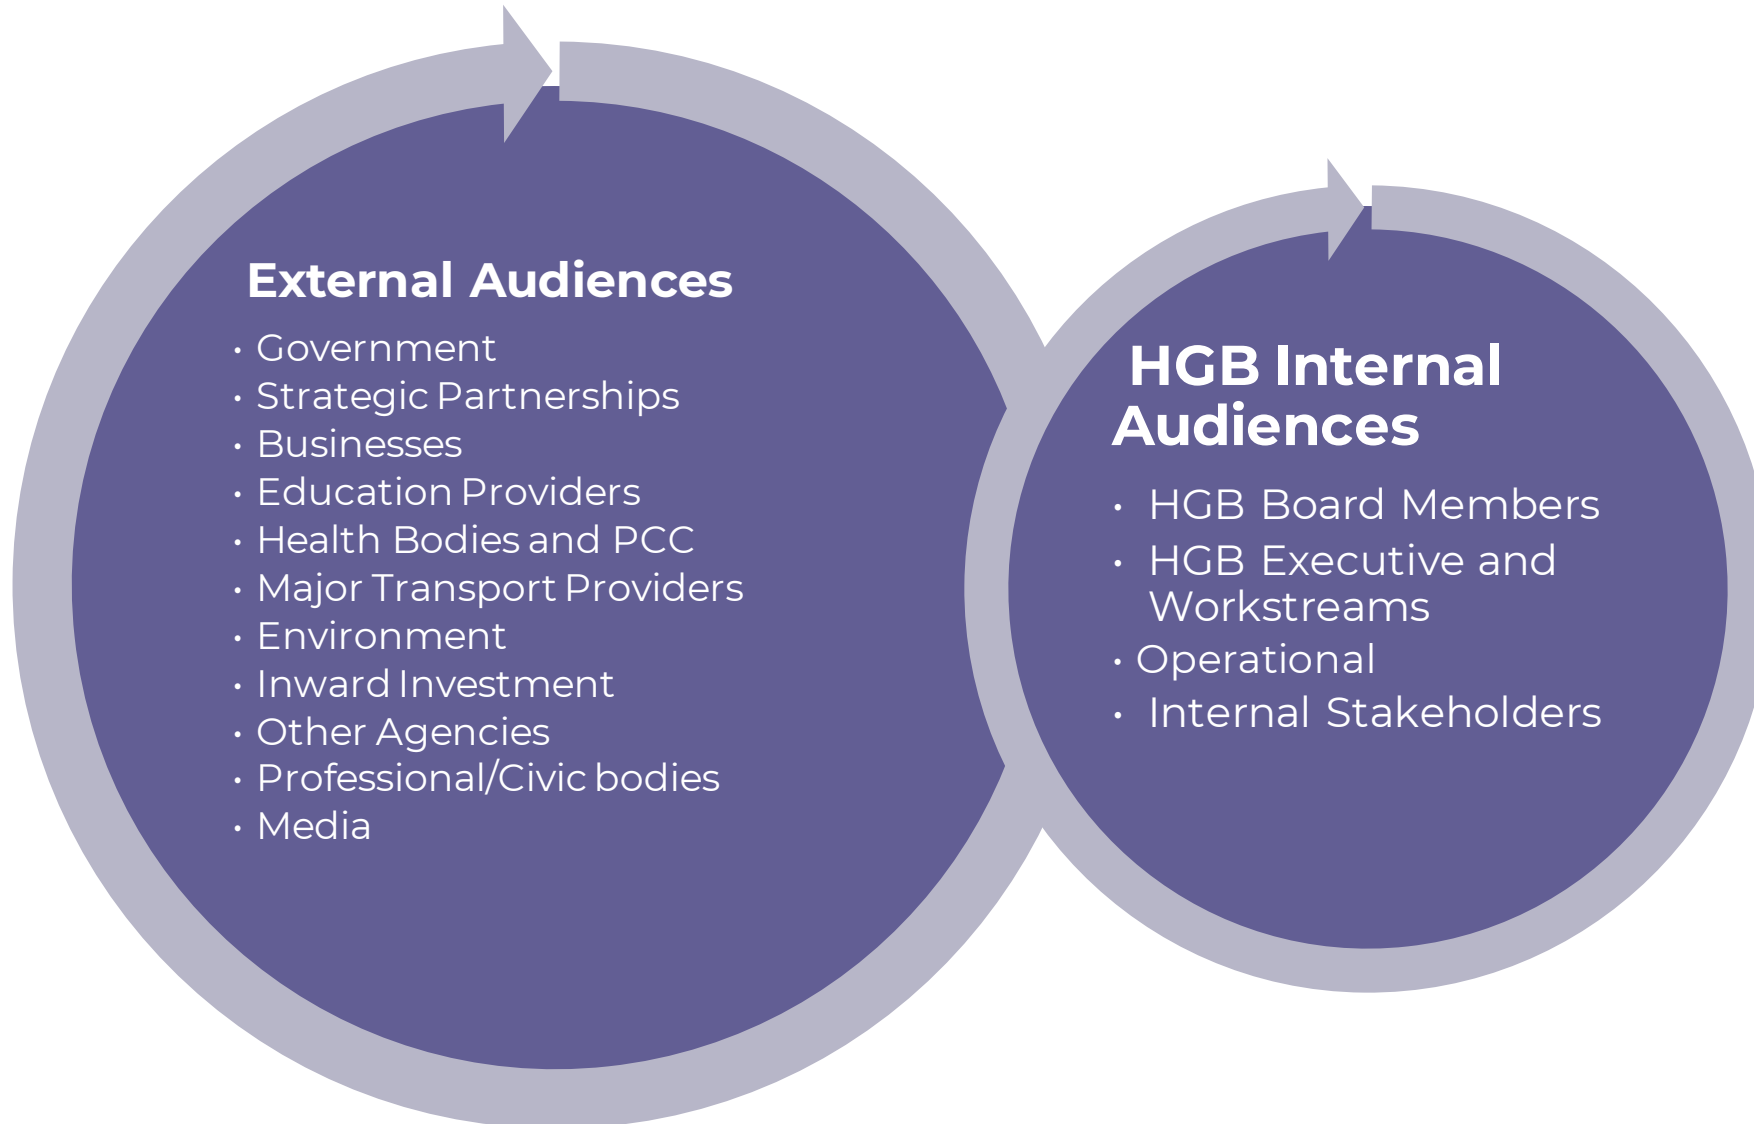 External Audiences
• Government
• Strategic Partnerships
• Businesses
• Education Providers
• Health Bodies and PCC
• Major Transport Providers
• Environment
• Inward Investment
• Other Agencies
• Professional/Civic bodies
• Media
HGB Internal
Audiences
• HGB Board Members
• HGB Executive and
Workstreams
• Operational
• Internal Stakeholders